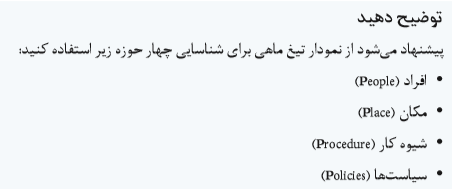 توضیح دهید
پیشنهاد می‌شود از نمودار تیغ ماهی برای شناسایی چهار حوزه زیر استفاده کنید:
• افراد (People)
• مکان (Place)
• شیوه کار (Procedure)
• سیاست‌ها (Policies)